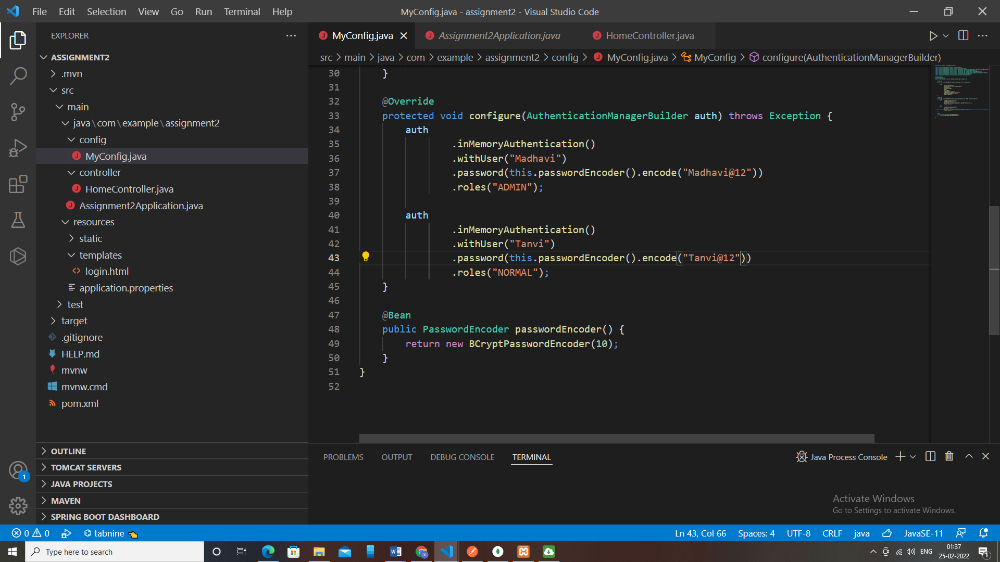 File Edit Selection View Go Run Terminal Help
MyConfig.java - assignment2 - Visual Studio Code
EXPLORER
ASSIGNMENT2
.mvn
src
main
java\com\example\assignment2
config
MyConfig.java
controller
HomeController.java
Assignment2Application.java
resources
static
templates
login.html
application.properties
test
target
.gitignore
HELP.md
mvnw
mvnw.cmd
pom.xml
OUTLINE
TOMCAT SERVERS
JAVA PROJECTS
MAVEN
SPRING BOOT DASHBOARD
MyConfig.java Assignment2Application.java HomeController.java
src > main > java > com > example > assignment2 > config > MyConfig.java > MyConfig > configure(AuthenticationManagerBuilder)
30 }
31
32 @Override
33 protected void configure(AuthenticationManagerBuilder auth) throws Exception {
34 auth
35 .inMemoryAuthentication()
36 .withUser("Madhavi")
37 .password(this.passwordEncoder().encode("Madhavi@12"))
38 .roles("ADMIN");
39
40 auth
41 .inMemoryAuthentication()
42 .withUser("Tanvi")
43 .password(this.passwordEncoder().encode("Tanvi@12"))
44 .roles("NORMAL");
45 }
46
47 @Bean
48 public PasswordEncoder passwordEncoder() {
49 return new BCryptPasswordEncoder(10);
50 }
51 }
52
PROBLEMS OUTPUT DEBUG CONSOLE TERMINAL
Java Process Console
Activate Windows
Go to Settings to activate Windows.
1
0 0 tabnine
Ln 43, Col 66 Spaces: 4 UTF-8 CRLF java JavaSE-11
Type here to search
ENG
01:37
25-02-2022
1